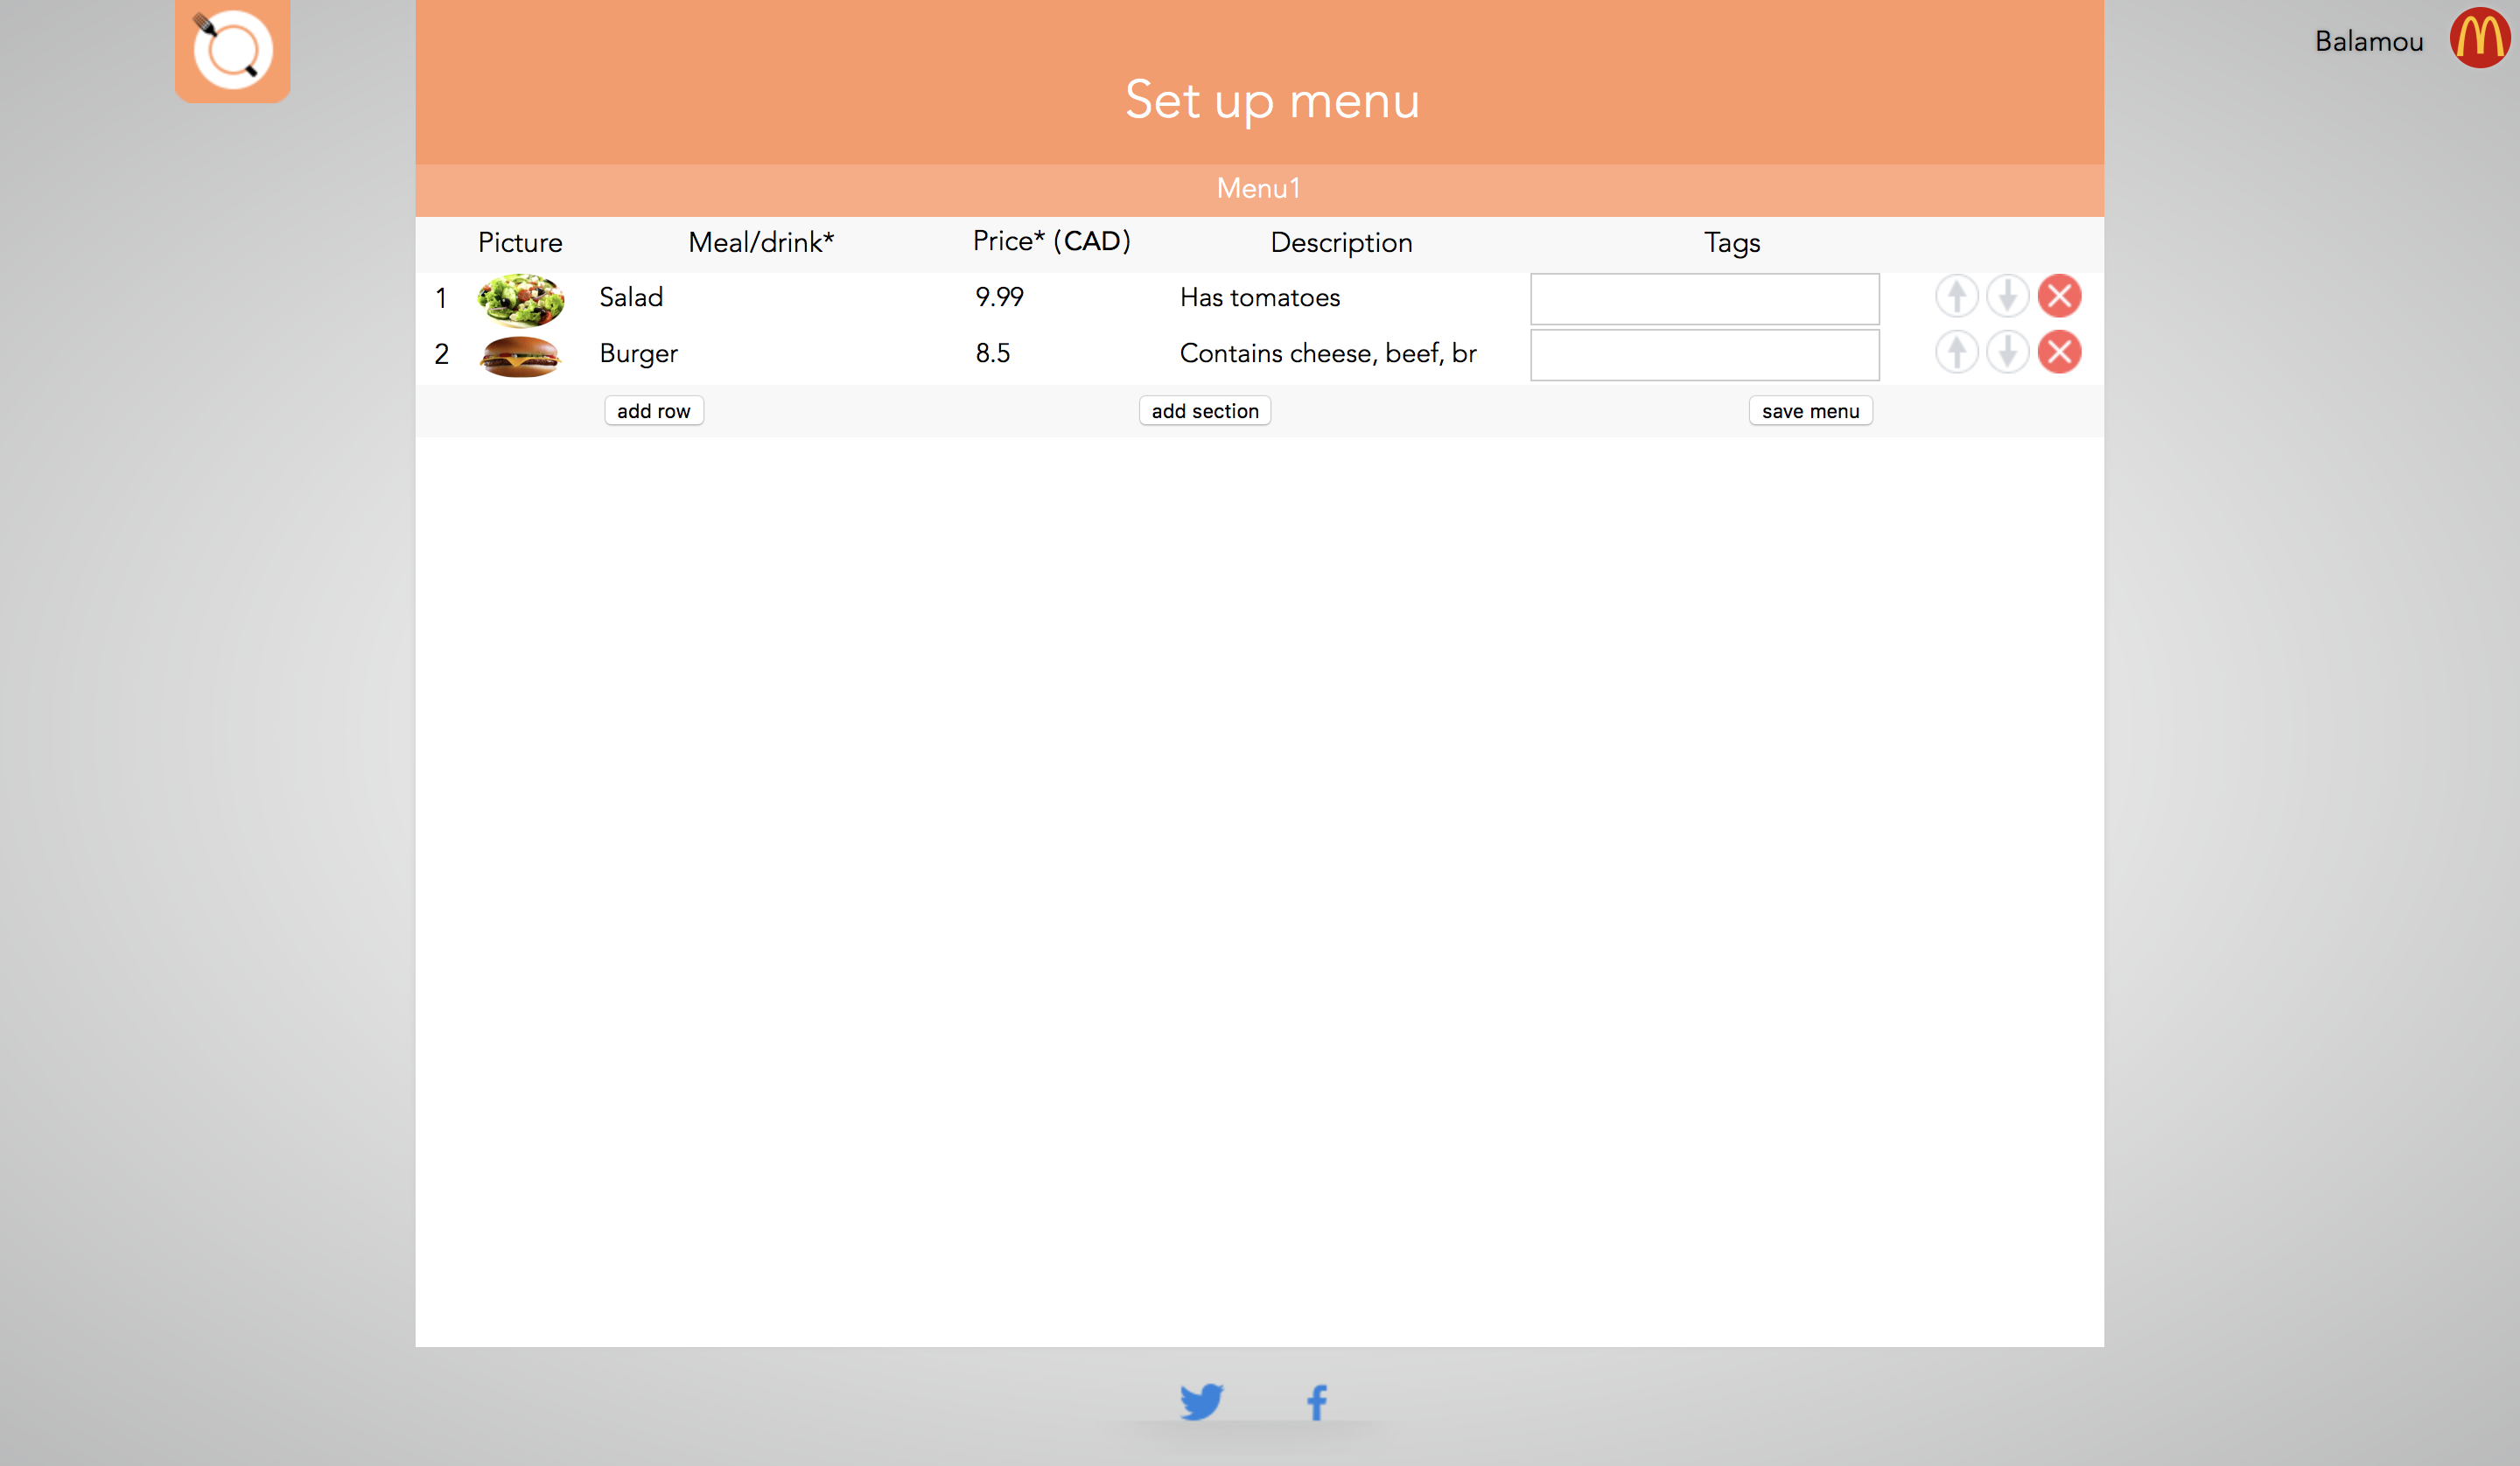 Balamou
Set up menu
Menu1
Picture Meal/drink* Price* (CAD) Description Tags
1 Salad 9.99 Has tomatoes
2 Burger 8.5 Contains cheese, beef, br
add row add section save menu